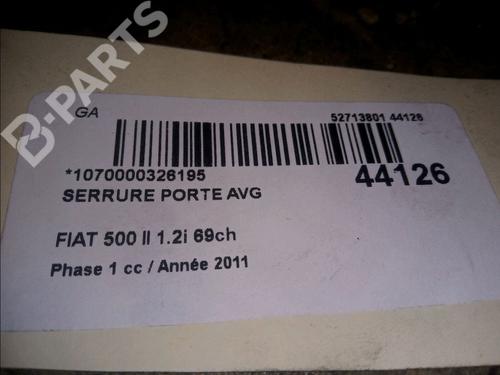 B-PARTS
GA
52713801 44126
*1070000326195
44126
SERRURE PORTE AVG
FIAT 500 II 1.2i 69ch
Phase 1 cc / Année 2011